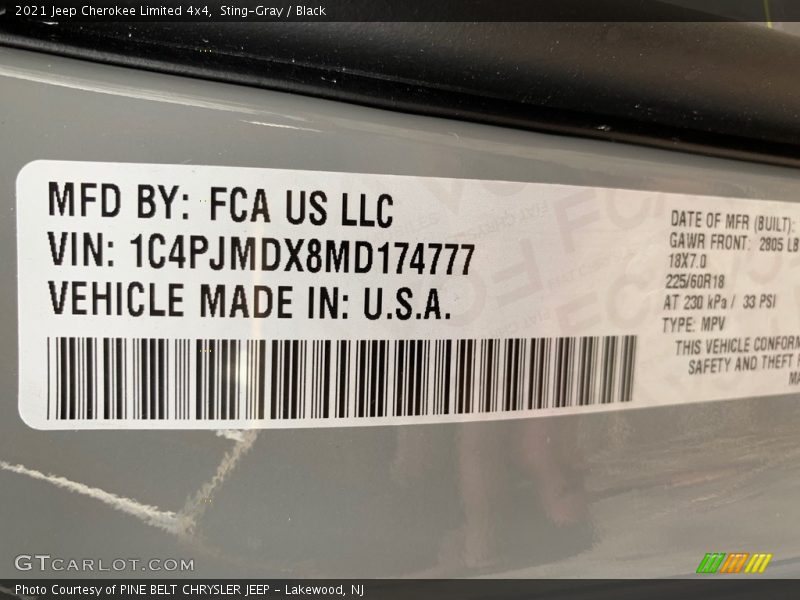 2021 Jeep Cherokee Limited 4x4, Sting-Gray / Black
MFD BY: FCA US LLC
VIN: 1C4PJMDX8MD174777
VEHICLE MADE IN: U.S.A.
DATE OF MFR (BUILT):
GAWR FRONT: 2805 LB
18X7.0
225/60R18
AT 230 kPa / 33 PSI
TYPE: MPV
THIS VEHICLE CONFORM
SAFETY AND THEFT
GTCARLOT.COM
Photo Courtesy of PINE BELT CHRYSLER JEEP - Lakewood, NJ